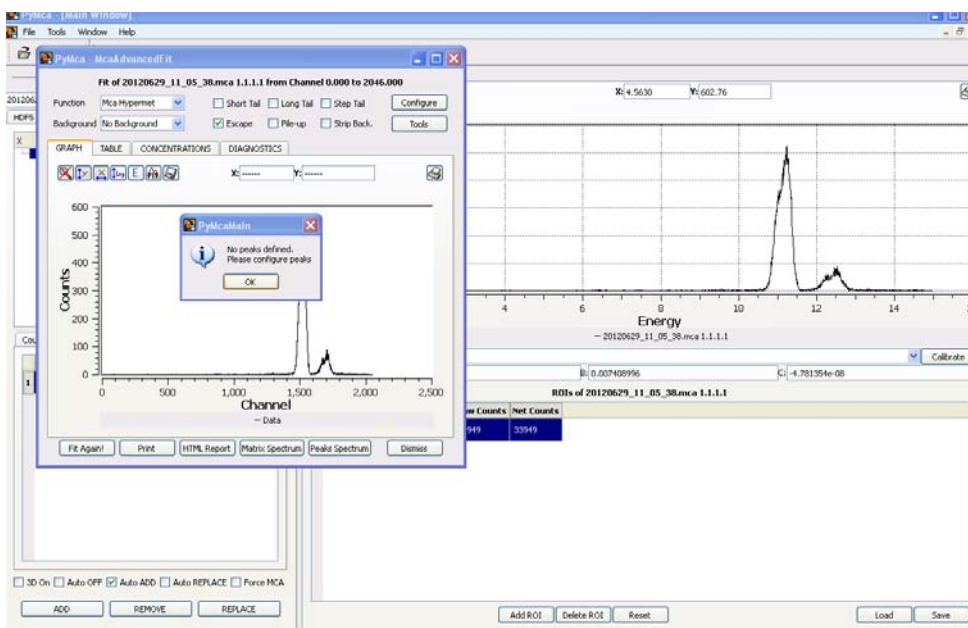 PyMca - [Main Window]
File Tools Window Help
PyMca - McaAdvancedFit
Fit of 20120629_11_05_38.mca 1.1.1.1 from Channel 0.000 to 2046.000
Function Mca Hypermet Short Tail Long Tail Step Tail Configure
Background No Background Escape Pile-up Strip Back. Tools
GRAPH TABLE CONCENTRATIONS DIAGNOSTICS
X: ------ Y: ------
600
500
400
300
200
100
0
Counts
0 500 1,000 1,500 2,000 2,500
Channel
— Data
Fit Again! Print HTML Report Matrix Spectrum Peaks Spectrum Dismiss
PyMcaMain
No peaks defined.
Please configure peaks
OK
HDF5
X
1
X: 4.5630 Y: 602.76
4 6 8 10 12 14
Energy
— 20120629_11_05_38.mca 1.1.1.1
Calibrate
B: 0.007408996 C: -4.781354e-08
ROIs of 20120629_11_05_38.mca 1.1.1.1
Counts Net Counts
33949
3D On Auto OFF Auto ADD Auto REPLACE Force MCA
ADD REMOVE REPLACE
Add ROI Delete ROI Reset Load Save